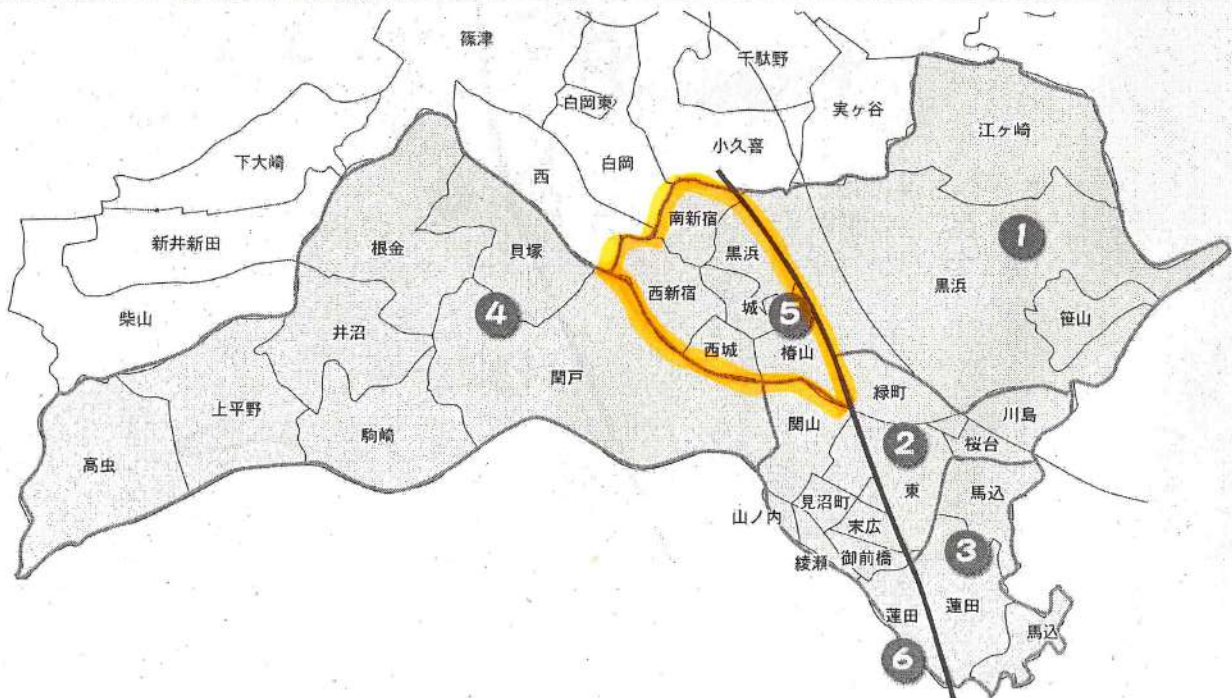 篠津
千駄野
白岡東
実ヶ谷
江ヶ崎
小久喜
下大崎
西
白岡
新井新田
根金
貝塚
南新宿
黒浜
1
黒浜
柴山
4
西新宿
城
5
笹山
井沼
西城
椿山
閏戸
緑町
川島
上平野
関山
2
桜台
駒崎
高虫
東
馬込
見沼町
山ノ内
末広
3
綾瀬
御前橋
蓮田
蓮田
馬込
6